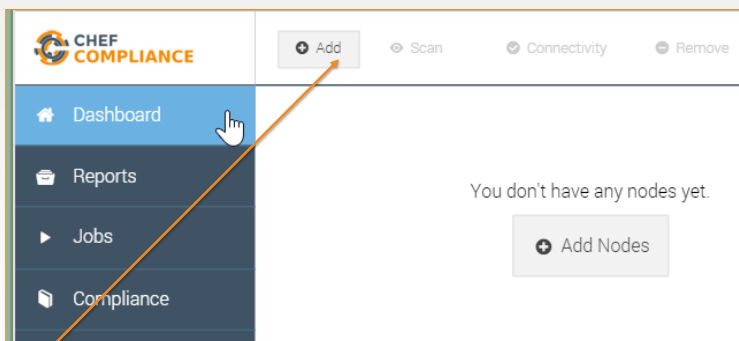 CHEF
COMPLIANCE
Add
Scan
Connectivity
Remove
Dashboard
Reports
Jobs
Compliance
You don't have any nodes yet.
Add Nodes